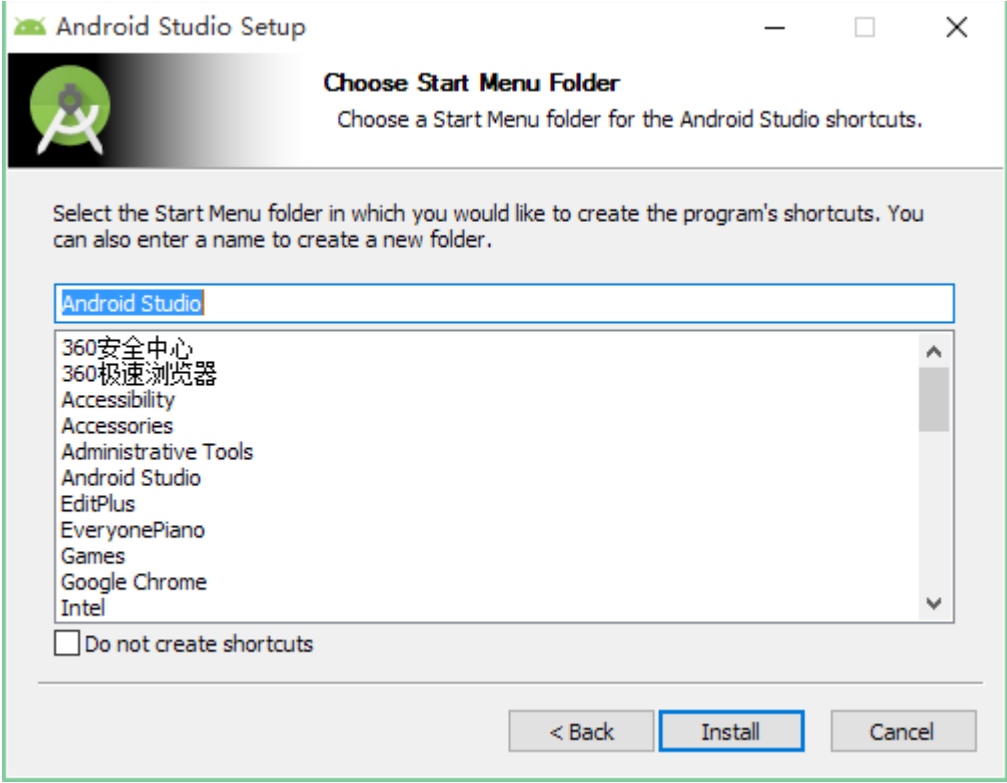 Android Studio Setup
Choose Start Menu Folder
Choose a Start Menu folder for the Android Studio shortcuts.
Select the Start Menu folder in which you would like to create the program's shortcuts. You
can also enter a name to create a new folder.
Android Studio
360安全中心
360极速浏览器
Accessibility
Accessories
Administrative Tools
Android Studio
EditPlus
EveryonePiano
Games
Google Chrome
Intel
Do not create shortcuts
< Back Install Cancel